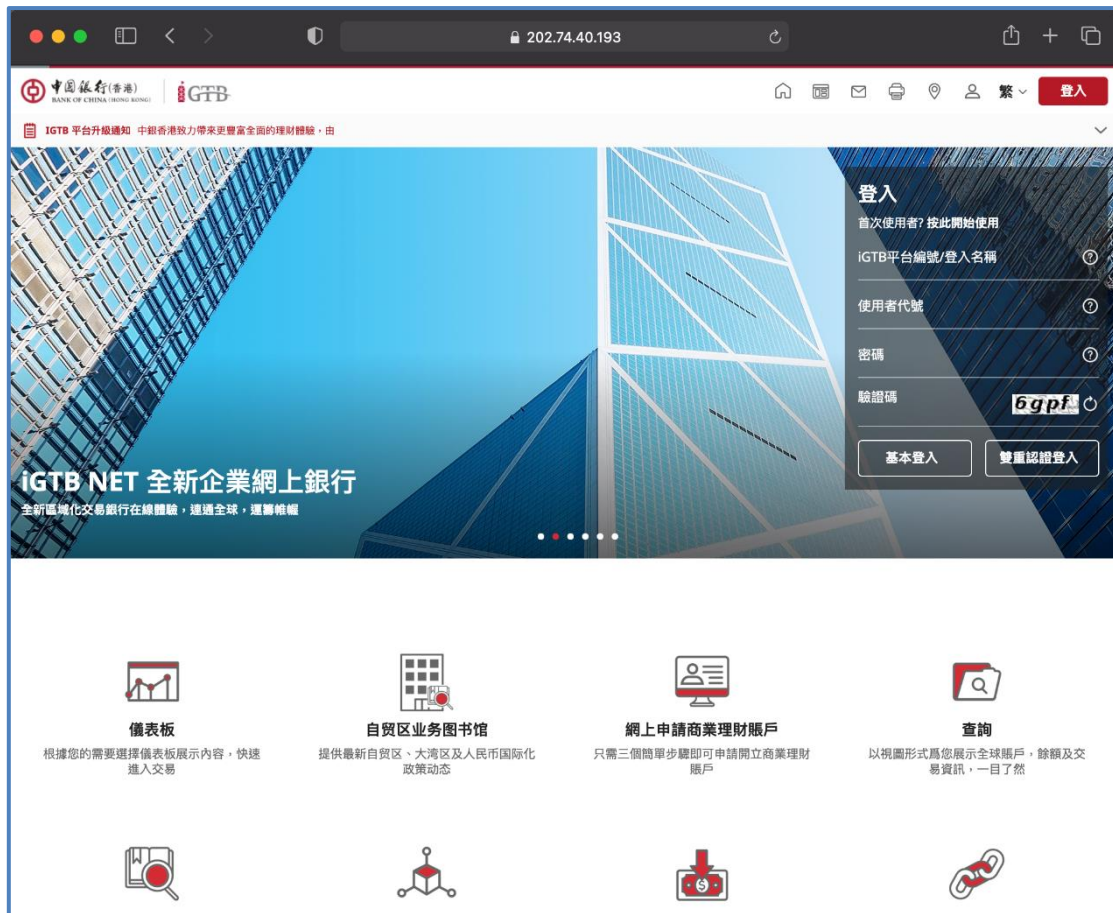 202.74.40.193
中國銀行(香港)
BANK OF CHINA (HONG KONG)
iGTB
繁
登入
IGTB 平台升級通知 中銀香港致力帶來更豐富全面的理財體驗，由
登入
首次使用者? 按此開始使用
iGTB平台編號/登入名稱
使用者代號
密碼
驗證碼
6gpf
基本登入
雙重認證登入
iGTB NET 全新企業網上銀行
全新區域化交易銀行在線體驗，連通全球，運籌帷幄
儀表板
根據您的需要選擇儀表板展示內容，快速
進入交易
自贸区业务图书馆
提供最新自贸区、大湾区及人民币国际化
政策动态
網上申請商業理財賬戶
只需三個簡單步驟即可申請開立商業理財
賬戶
查詢
以視圖形式爲您展示全球賬戶，餘額及交
易資訊，一目了然